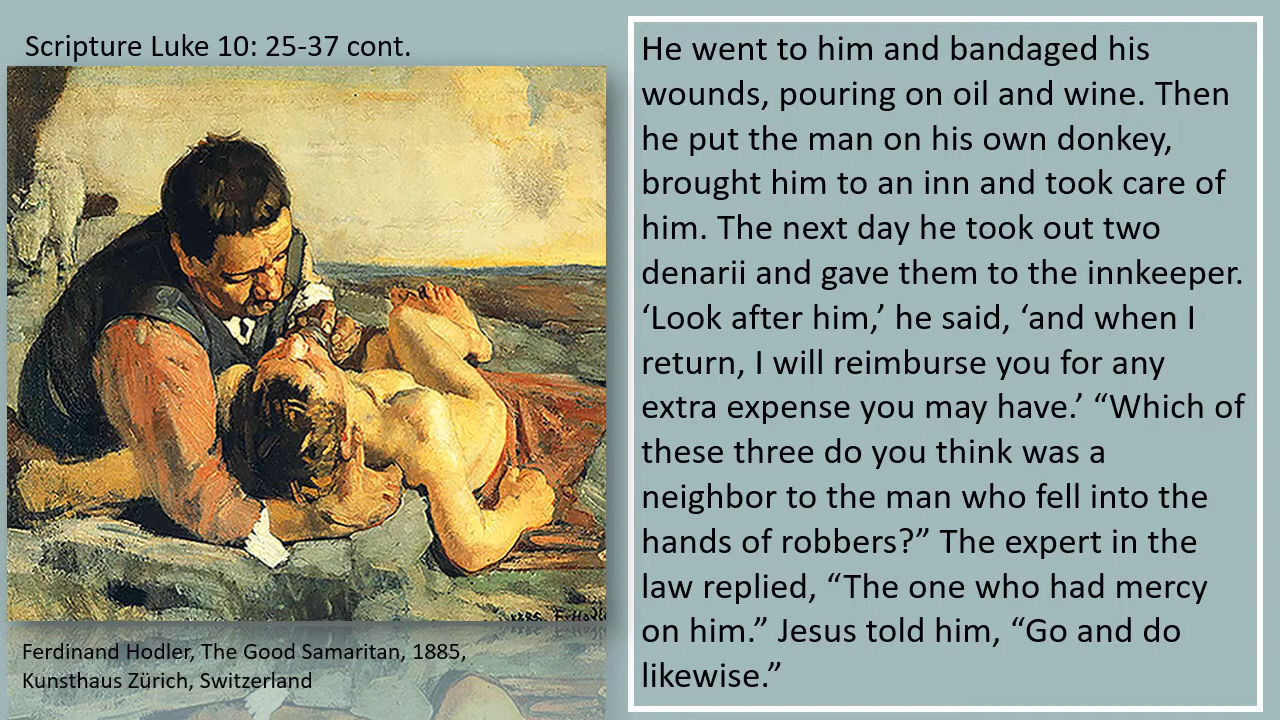 Scripture Luke 10: 25-37 cont.
He went to him and bandaged his
wounds, pouring on oil and wine. Then
he put the man on his own donkey,
brought him to an inn and took care of
him. The next day he took out two
denarii and gave them to the innkeeper.
‘Look after him,’ he said, ‘and when I
return, I will reimburse you for any
extra expense you may have.’ “Which of
these three do you think was a
neighbor to the man who fell into the
hands of robbers?” The expert in the
law replied, “The one who had mercy
on him.” Jesus told him, “Go and do
likewise.”
Ferdinand Hodler, The Good Samaritan, 1885,
Kunsthaus Zürich, Switzerland